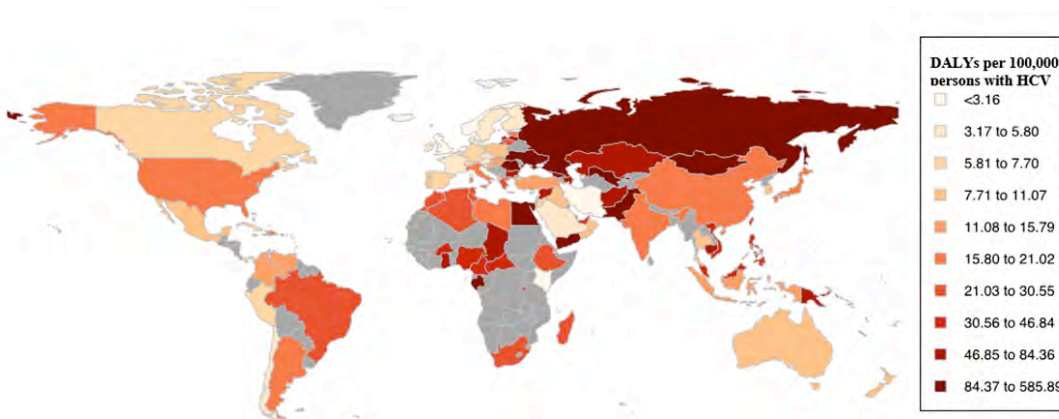 DALYs per 100,000
persons with HCV
<3.16
3.17 to 5.80
5.81 to 7.70
7.71 to 11.07
11.08 to 15.79
15.80 to 21.02
21.03 to 30.55
30.56 to 46.84
46.85 to 84.36
84.37 to 585.89